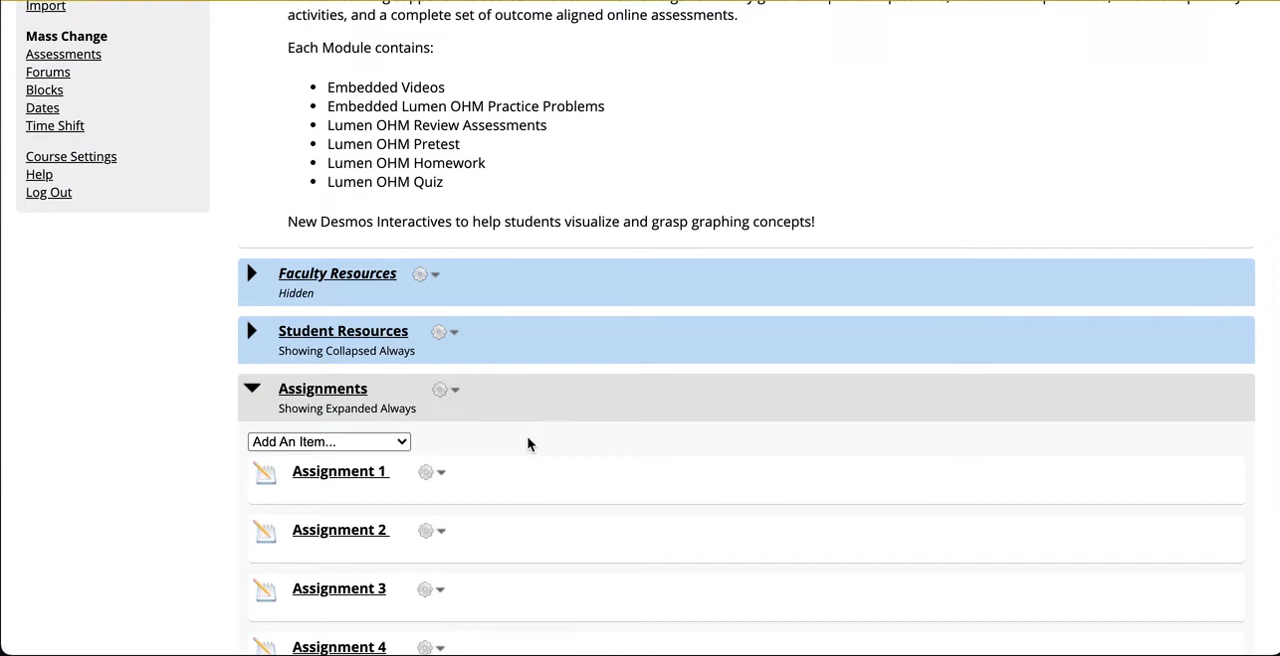 Import
Mass Change
Assessments
Forums
Blocks
Dates
Time Shift
Course Settings
Help
Log Out
activities, and a complete set of outcome aligned online assessments.
Each Module contains:
• Embedded Videos
• Embedded Lumen OHM Practice Problems
• Lumen OHM Review Assessments
• Lumen OHM Pretest
• Lumen OHM Homework
• Lumen OHM Quiz
New Desmos Interactives to help students visualize and grasp graphing concepts!
Faculty Resources
Hidden
Student Resources
Showing Collapsed Always
Assignments
Showing Expanded Always
Add An Item...
Assignment 1
Assignment 2
Assignment 3
Assignment 4